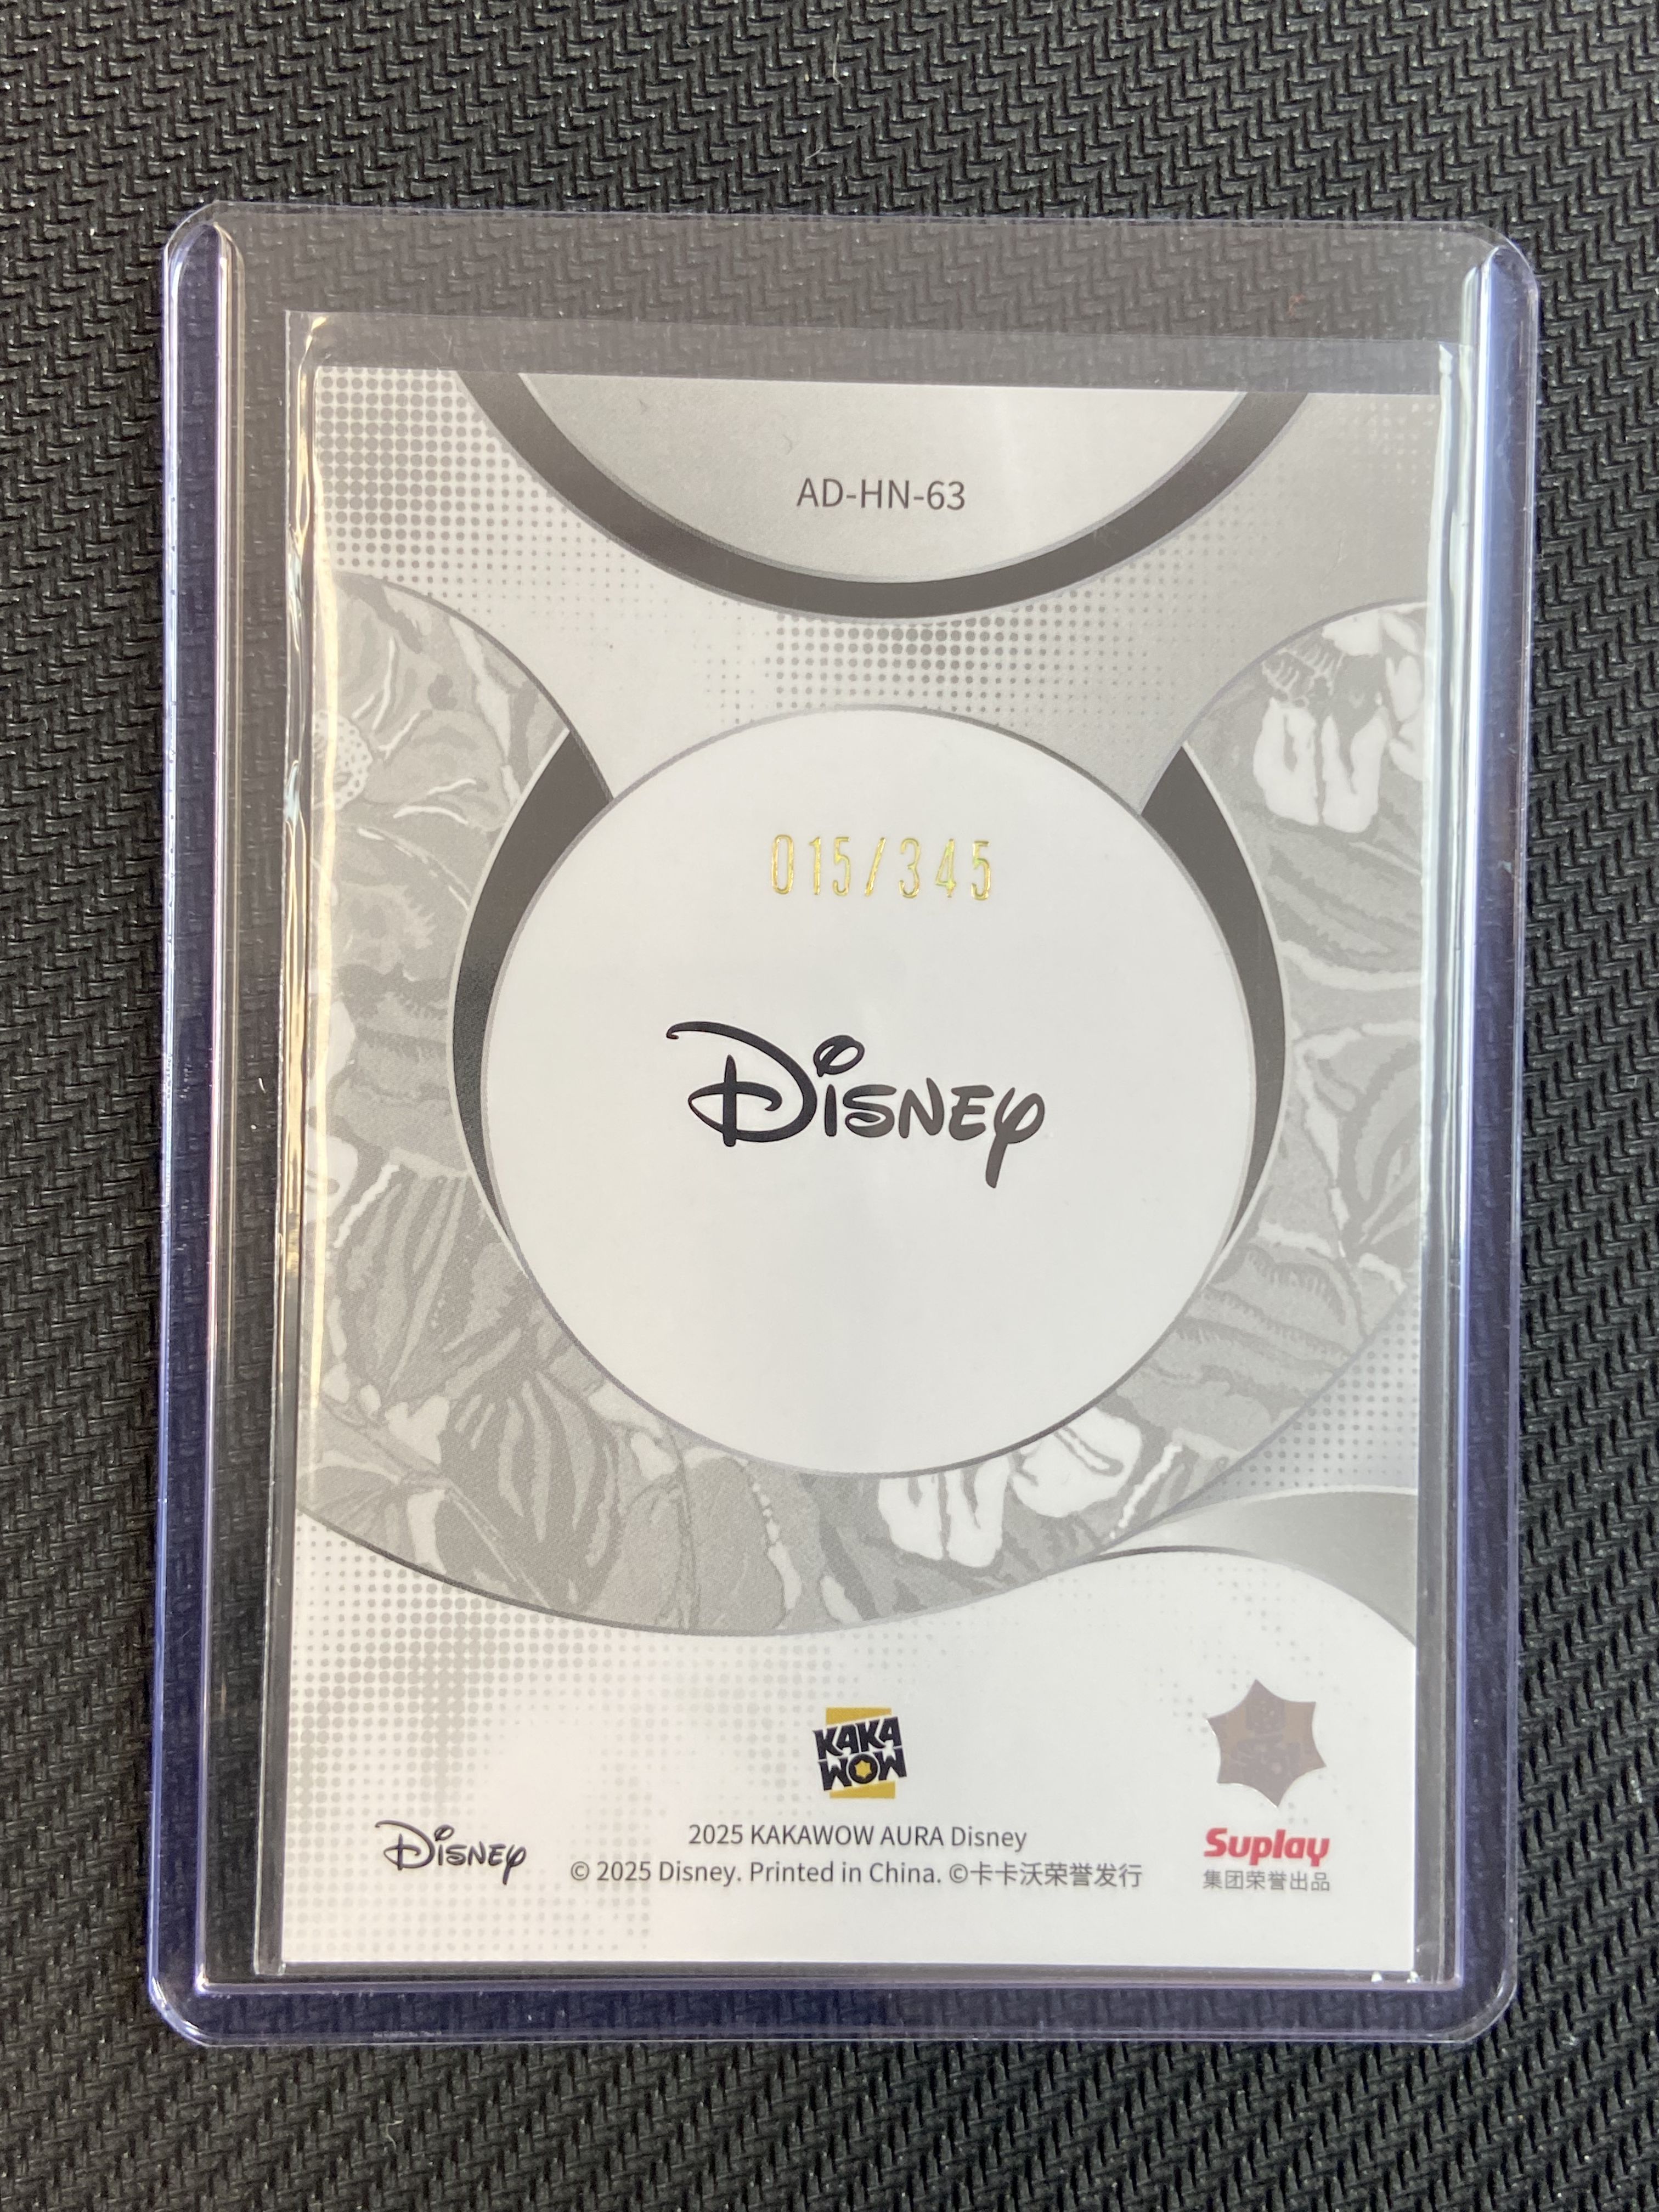 AD-HN-63
015/345
Disney
KAKA
WOW
Disney
2025 KAKAWOW AURA Disney
© 2025 Disney. Printed in China. ©卡卡沃荣誉发行
Suplay
集团荣誉出品